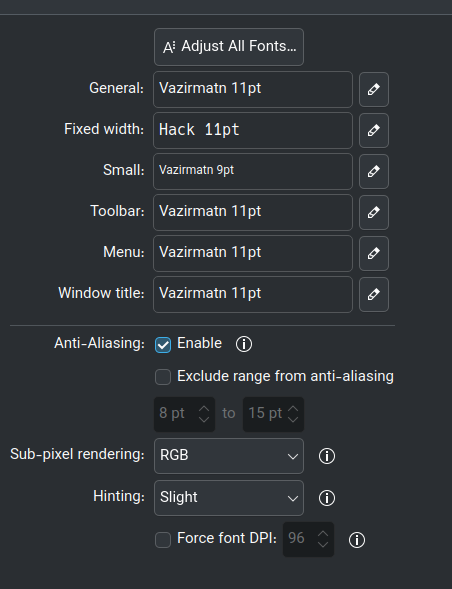 Adjust All Fonts...
General: Vazirmatn 11pt
Fixed width: Hack 11pt
Small: Vazirmatn 9pt
Toolbar: Vazirmatn 11pt
Menu: Vazirmatn 11pt
Window title: Vazirmatn 11pt
Anti-Aliasing: Enable
Exclude range from anti-aliasing
8 pt to 15 pt
Sub-pixel rendering: RGB
Hinting: Slight
Force font DPI: 96